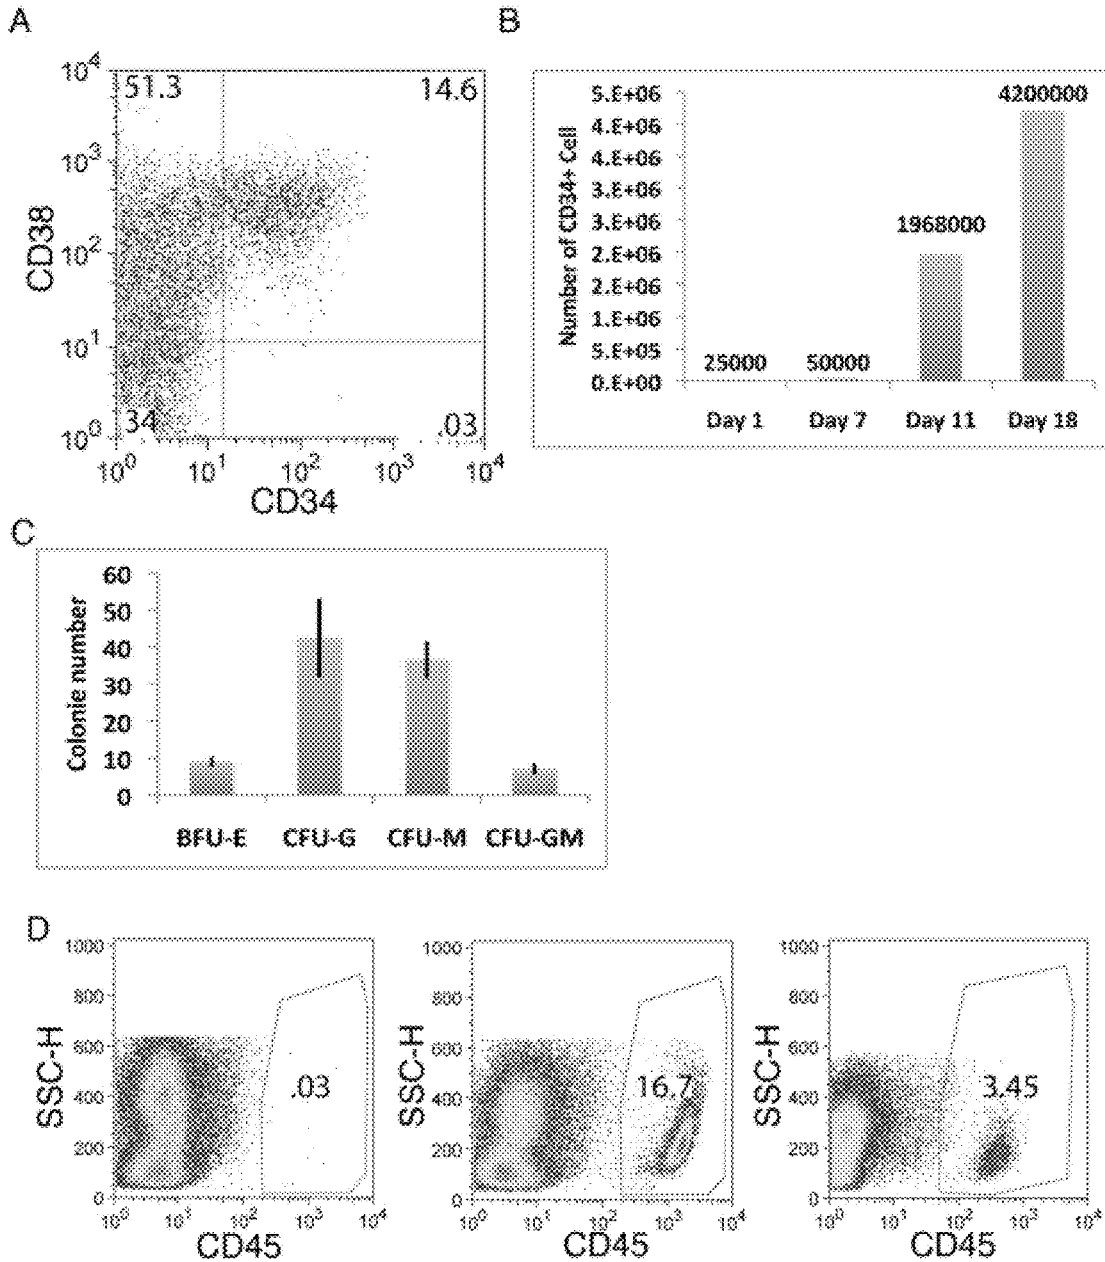 A
51.3
14.6
34
.03
10^4
10^3
10^2
10^1
10^0
CD38
10^0 10^1 10^2 10^3 10^4
CD34
B
Number of CD34+ Cell
5.E+06
4.E+06
4.E+06
3.E+06
3.E+06
2.E+06
2.E+06
1.E+06
5.E+05
0.E+00
25000
50000
1968000
4200000
Day 1 Day 7 Day 11 Day 18
C
Colonie number
60
50
40
30
20
10
0
BFU-E CFU-G CFU-M CFU-GM
D
SSC-H
1000
800
600
400
200
0
.03
10^0 10^1 10^2 10^3 10^4
CD45
SSC-H
1000
800
600
400
200
0
16.7
10^0 10^1 10^2 10^3 10^4
CD45
SSC-H
1000
800
600
400
200
0
3.45
10^0 10^1 10^2 10^3 10^4
CD45